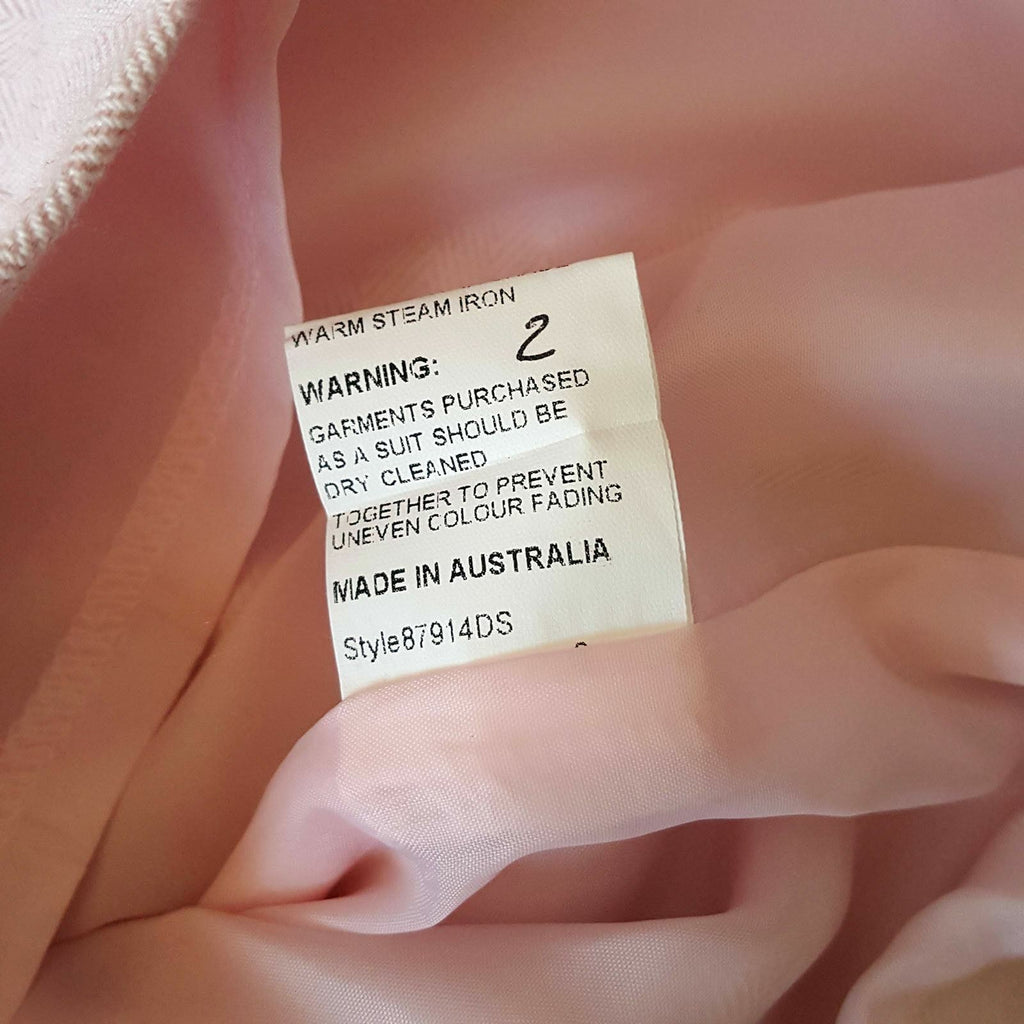 WARM STEAM IRON
2
WARNING:
GARMENTS PURCHASED
AS A SUIT SHOULD BE
DRY CLEANED
TOGETHER TO PREVENT
UNEVEN COLOUR FADING
MADE IN AUSTRALIA
Style87914DS